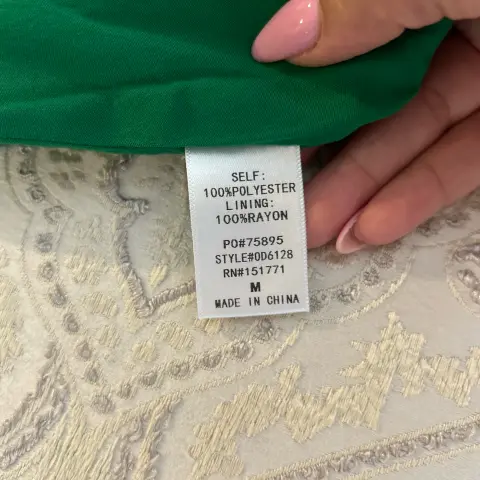 SELF:
100%POLYESTER
LINING:
100%RAYON
PO#75895
STYLE#OD6128
RN#151771
M
MADE IN CHINA